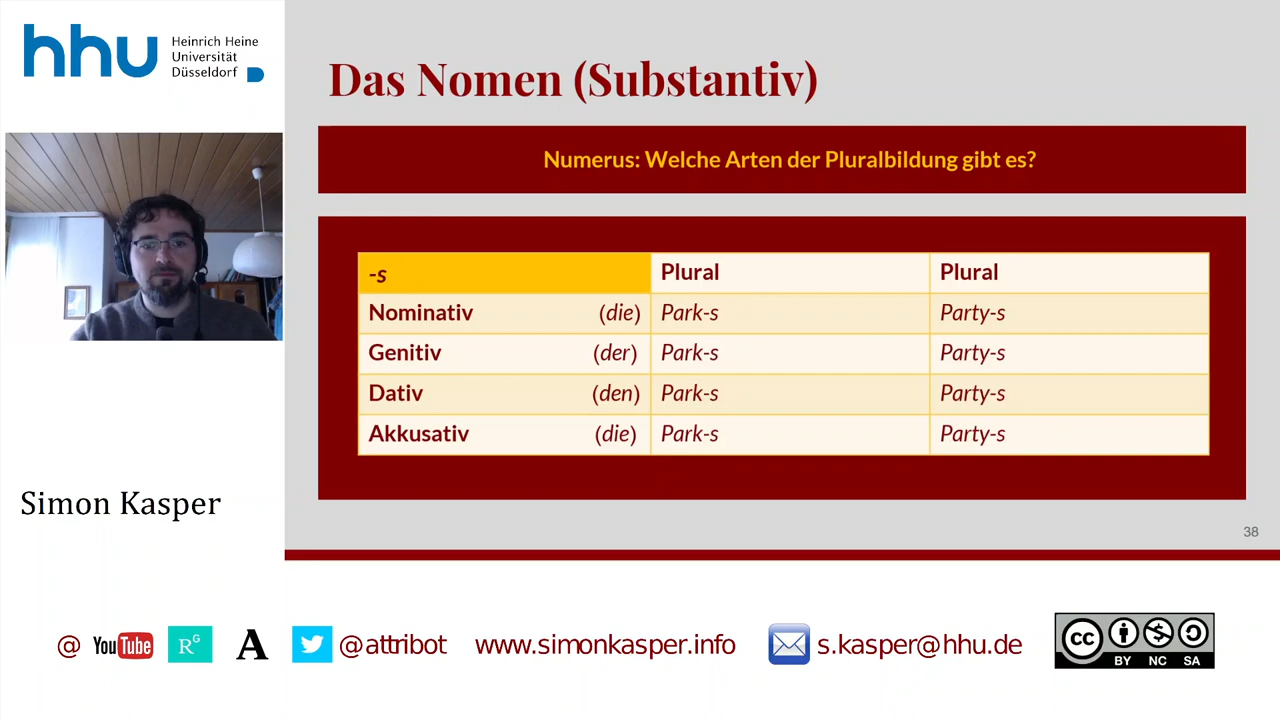 hhu
Heinrich Heine
Universität
Düsseldorf
Das Nomen (Substantiv)
Numerus: Welche Arten der Pluralbildung gibt es?
-s Plural Plural
Nominativ (die) Park-s Party-s
Genitiv (der) Park-s Party-s
Dativ (den) Park-s Party-s
Akkusativ (die) Park-s Party-s
38
Simon Kasper
@ YouTube RG A @attribot www.simonkasper.info s.kasper@hhu.de
cc BY NC SA